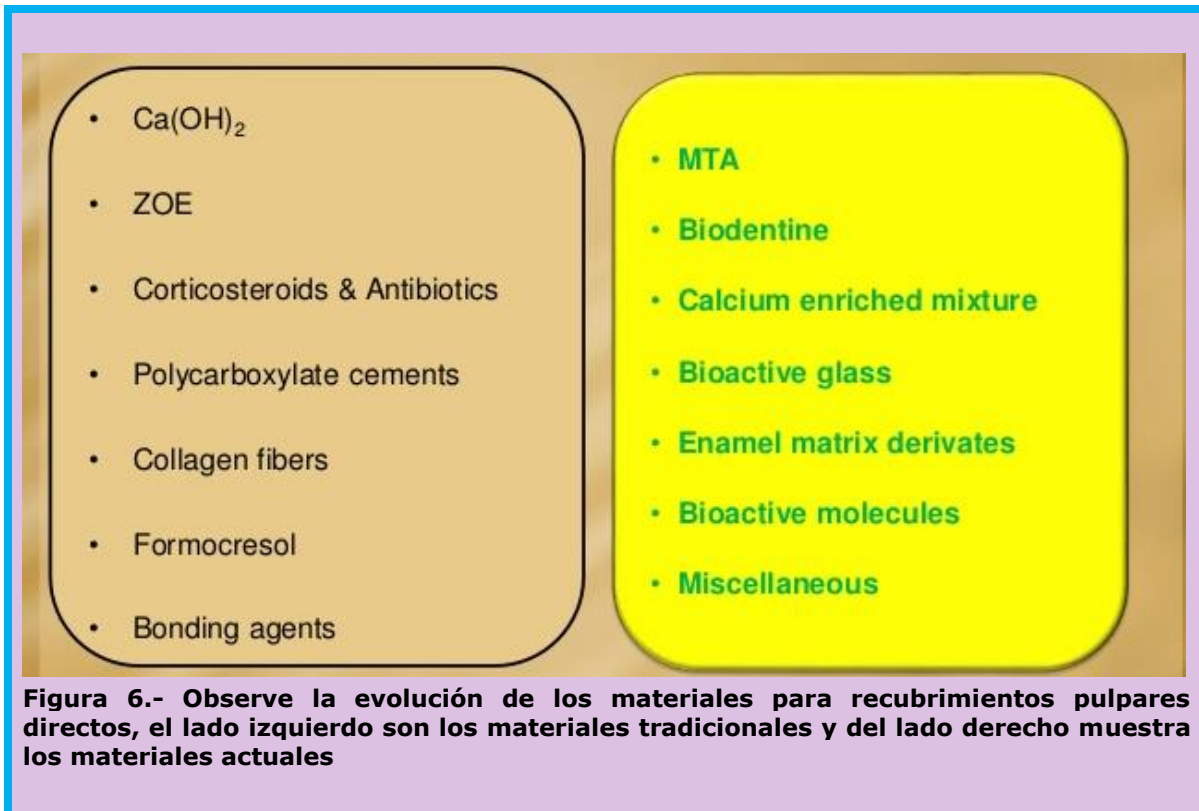 • Ca(OH)₂
• ZOE
• Corticosteroids & Antibiotics
• Polycarboxylate cements
• Collagen fibers
• Formocresol
• Bonding agents
• MTA
• Biodentine
• Calcium enriched mixture
• Bioactive glass
• Enamel matrix derivates
• Bioactive molecules
• Miscellaneous
Figura 6.- Observe la evolución de los materiales para recubrimientos pulpares
directos, el lado izquierdo son los materiales tradicionales y del lado derecho muestra
los materiales actuales